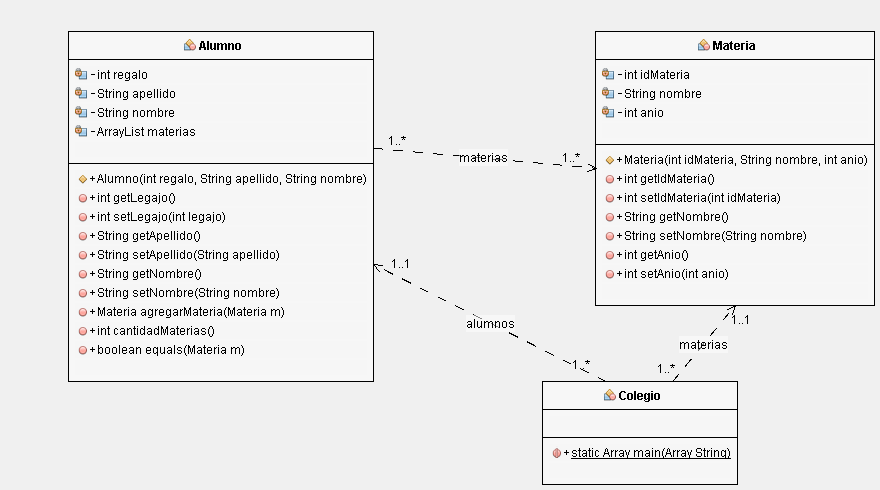 Alumno
- int regalo
- String apellido
- String nombre
- ArrayList materias
+ Alumno(int regalo, String apellido, String nombre)
+ int getLegajo()
+ int setLegajo(int legajo)
+ String getApellido()
+ String setApellido(String apellido)
+ String getNombre()
+ String setNombre(String nombre)
+ Materia agregarMateria(Materia m)
+ int cantidadMaterias()
+ boolean equals(Materia m)
1..*
materias
1..*
Materia
- int idMateria
- String nombre
- int anio
+ Materia(int idMateria, String nombre, int anio)
+ int getIdMateria()
+ int setIdMateria(int idMateria)
+ String getNombre()
+ String setNombre(String nombre)
+ int getAnio()
+ int setAnio(int anio)
1..1
alumnos
1..*
1..1
materias
1..*
Colegio
+ static Array main(Array String)